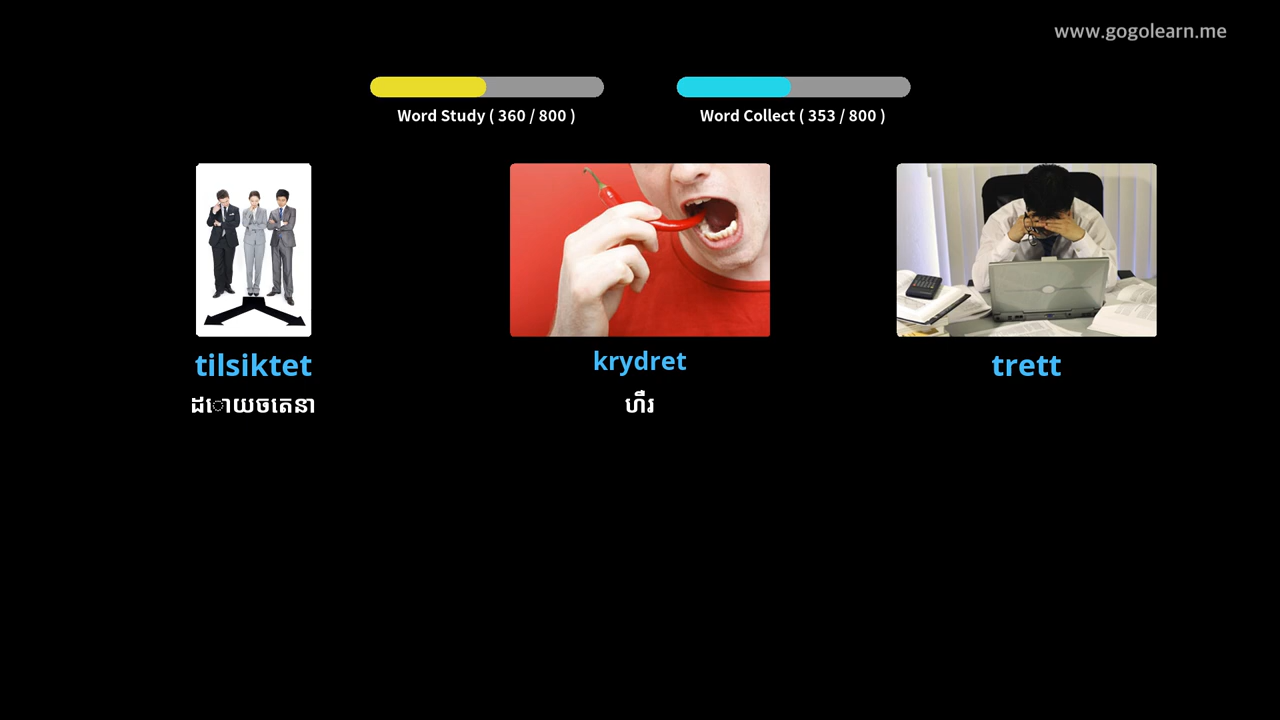 www.gogolearn.me
Word Study ( 360 / 800 )
Word Collect ( 353 / 800 )
tilsiktet
krydret
trett
ដោយចតេនា
ហឹរ